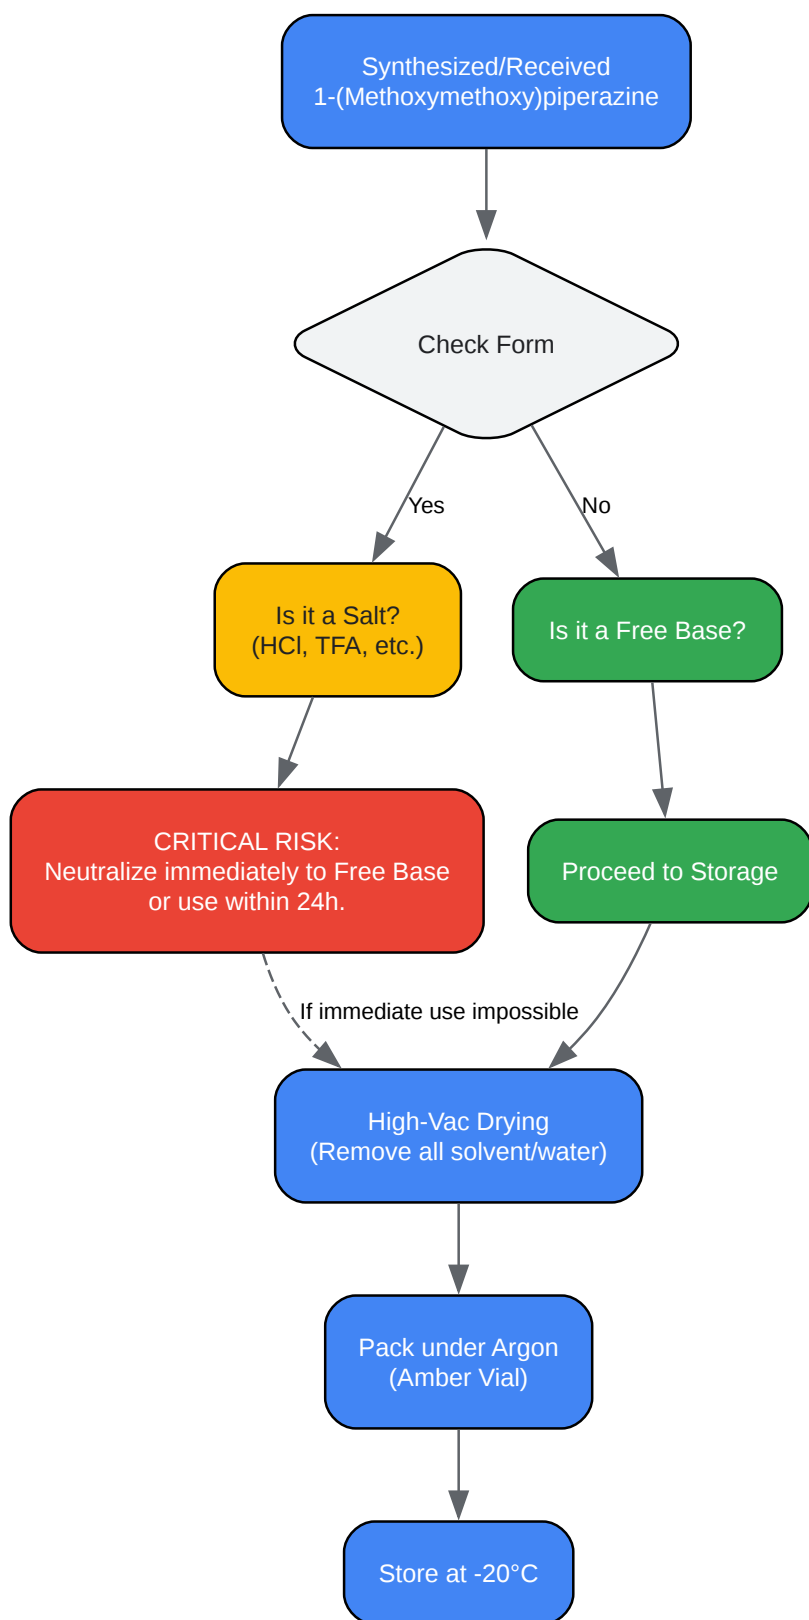 Synthesized/Received
1-(Methoxymethoxy)piperazine
Check Form
Yes
No
Is it a Salt?
(HCl, TFA, etc.)
Is it a Free Base?
CRITICAL RISK:
Neutralize immediately to Free Base
or use within 24h.
Proceed to Storage
If immediate use impossible
High-Vac Drying
(Remove all solvent/water)
Pack under Argon
(Amber Vial)
Store at -20°C